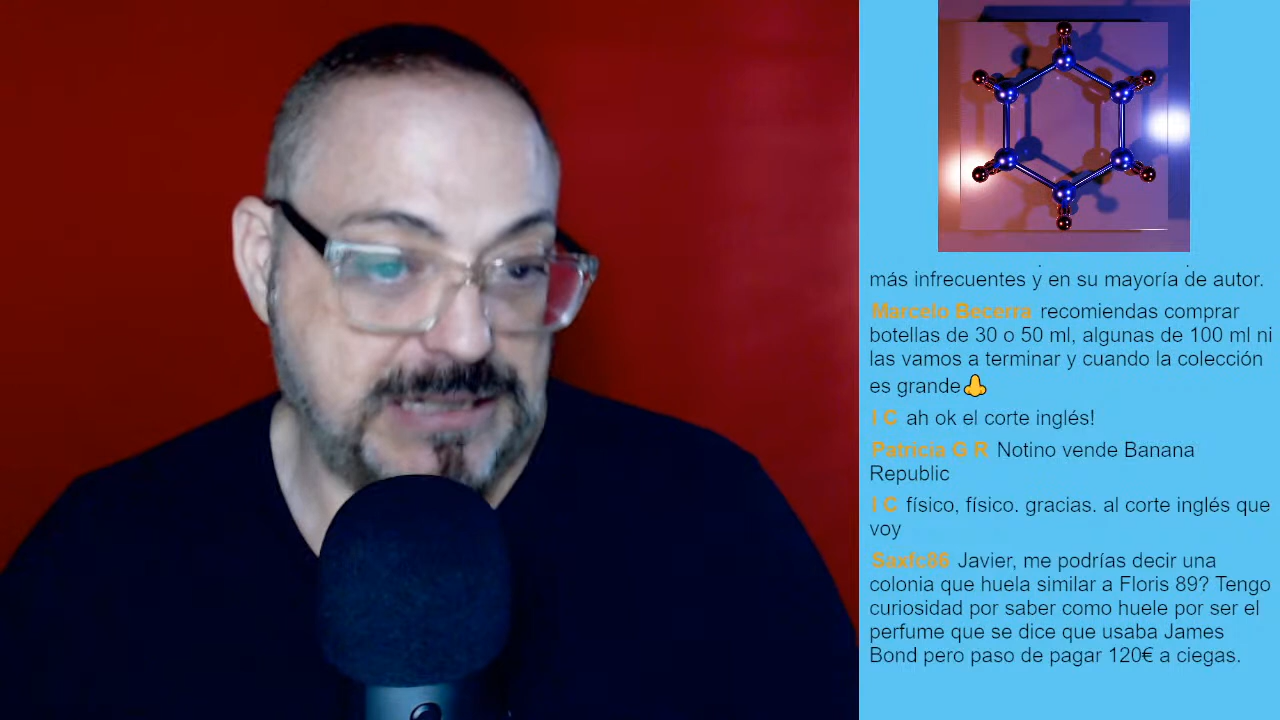 más infrecuentes y en su mayoría de autor.
Marcelo Becerra recomiendas comprar
botellas de 30 o 50 ml, algunas de 100 ml ni
las vamos a terminar y cuando la colección
es grande
I C ah ok el corte inglés!
Patricia G R Notino vende Banana
Republic
I C físico, físico. gracias. al corte inglés que
voy
Saxfc86 Javier, me podrías decir una
colonia que huela similar a Floris 89? Tengo
curiosidad por saber como huele por ser el
perfume que se dice que usaba James
Bond pero paso de pagar 120€ a ciegas.